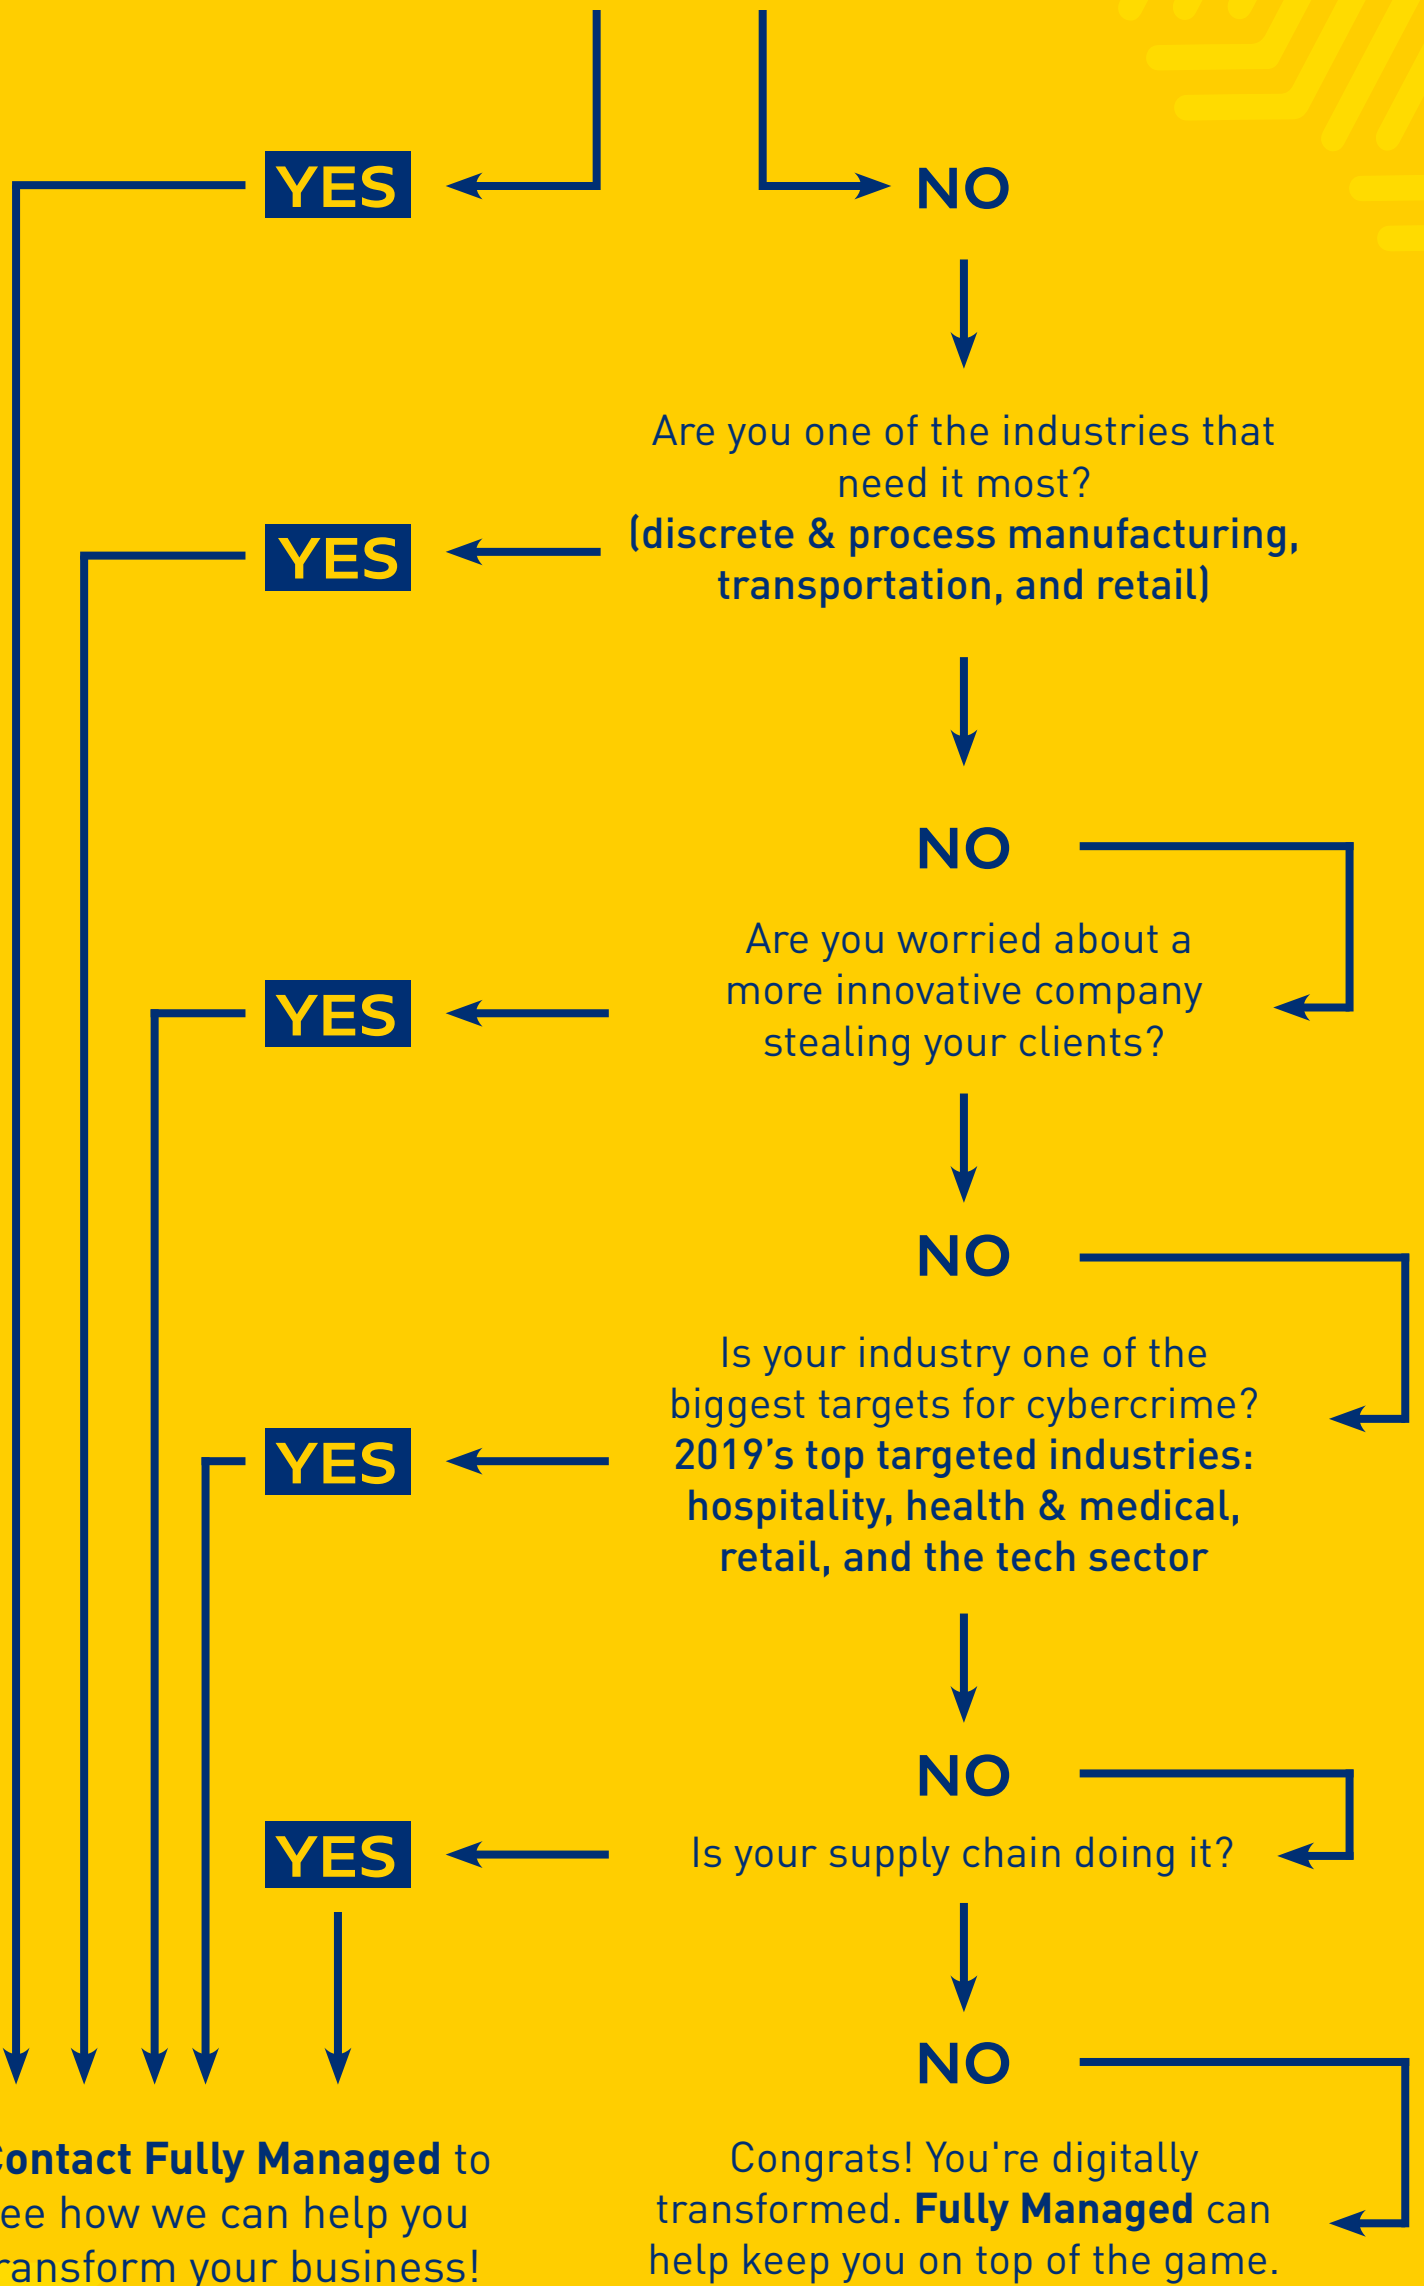 YES
NO
Are you one of the industries that
need it most?
(discrete & process manufacturing,
transportation, and retail)
YES
NO
Are you worried about a
more innovative company
stealing your clients?
YES
NO
Is your industry one of the
biggest targets for cybercrime?
2019's top targeted industries:
hospitality, health & medical,
retail, and the tech sector
YES
NO
Is your supply chain doing it?
YES
NO
Contact Fully Managed to
ee how we can help you
ransform your business!
Congrats! You're digitally
transformed. Fully Managed can
help keep you on top of the game.